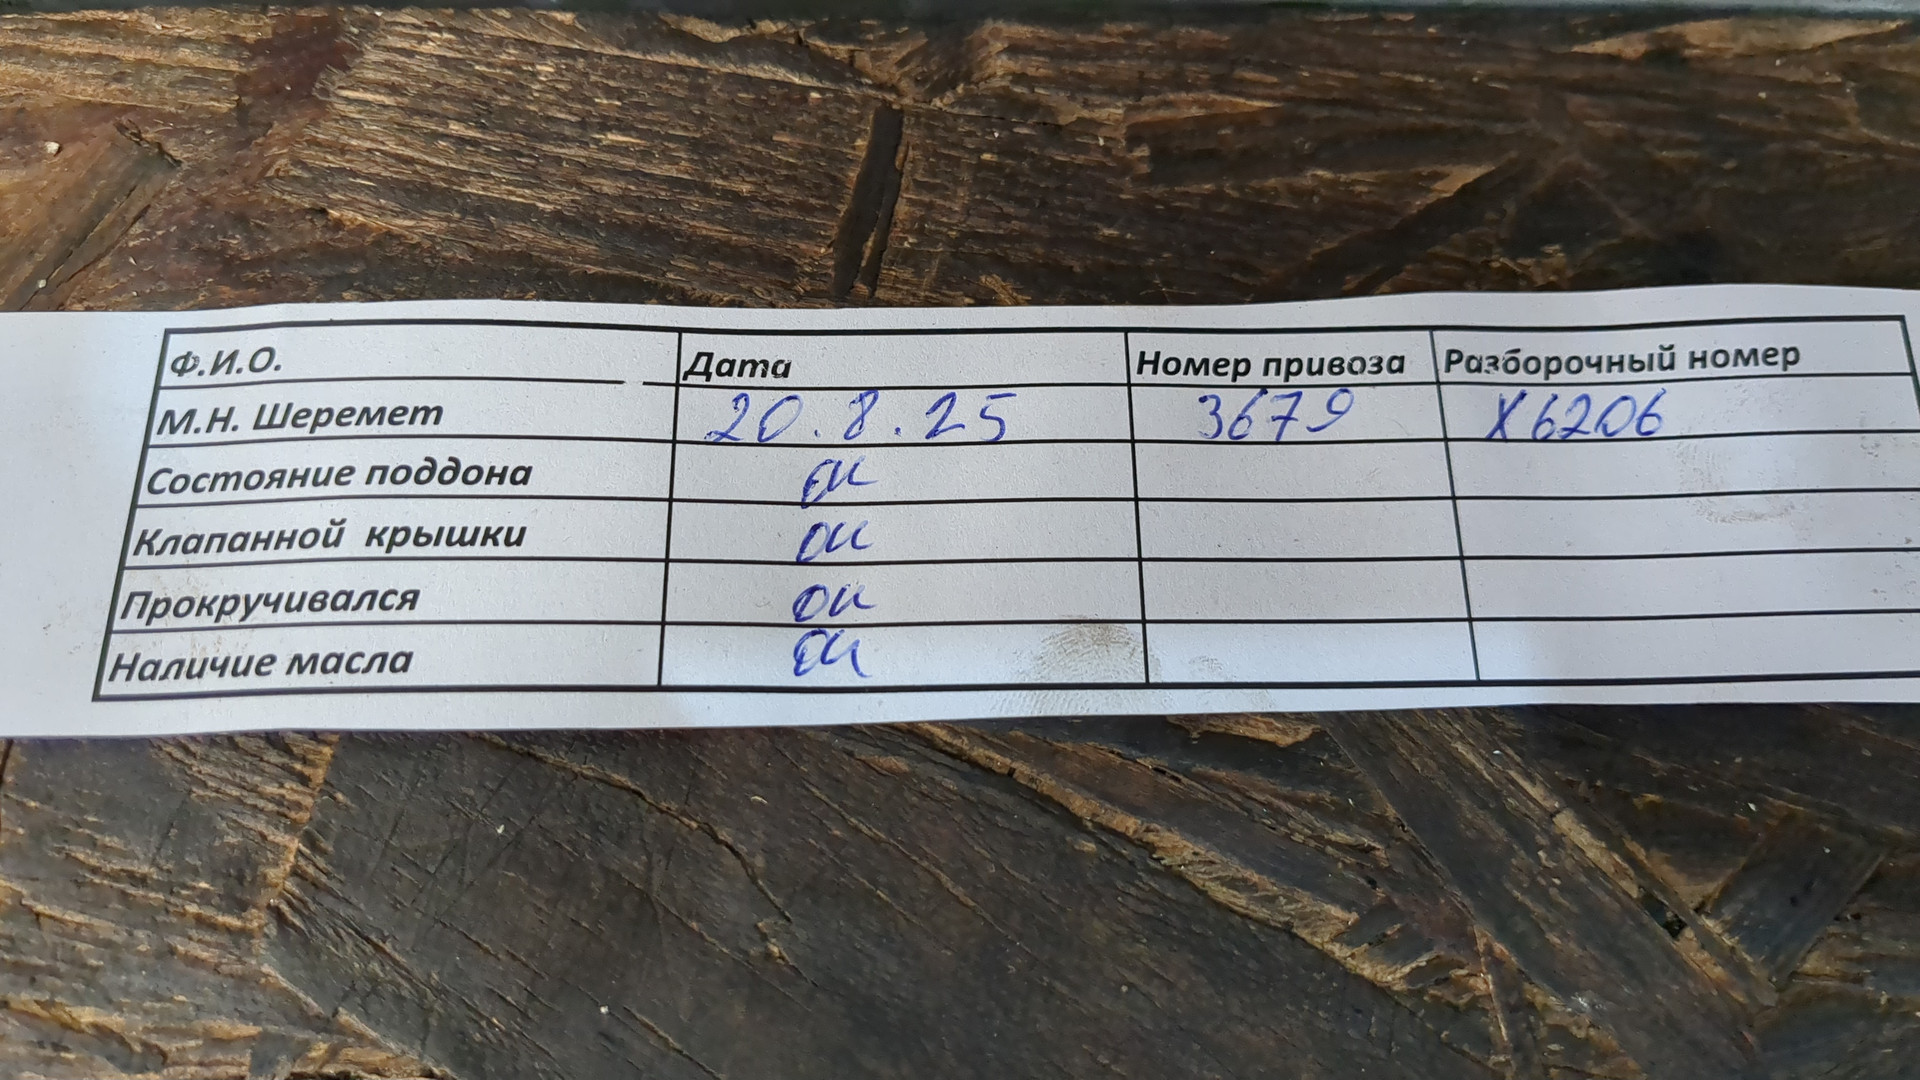 Ф.И.О. Дата Номер привоза Разборочный номер
М.Н. Шеремет 20.8.25 3679 X6206
Состояние поддона ок
Клапанной крышки ок
Прокручивался ок
Наличие масла ок